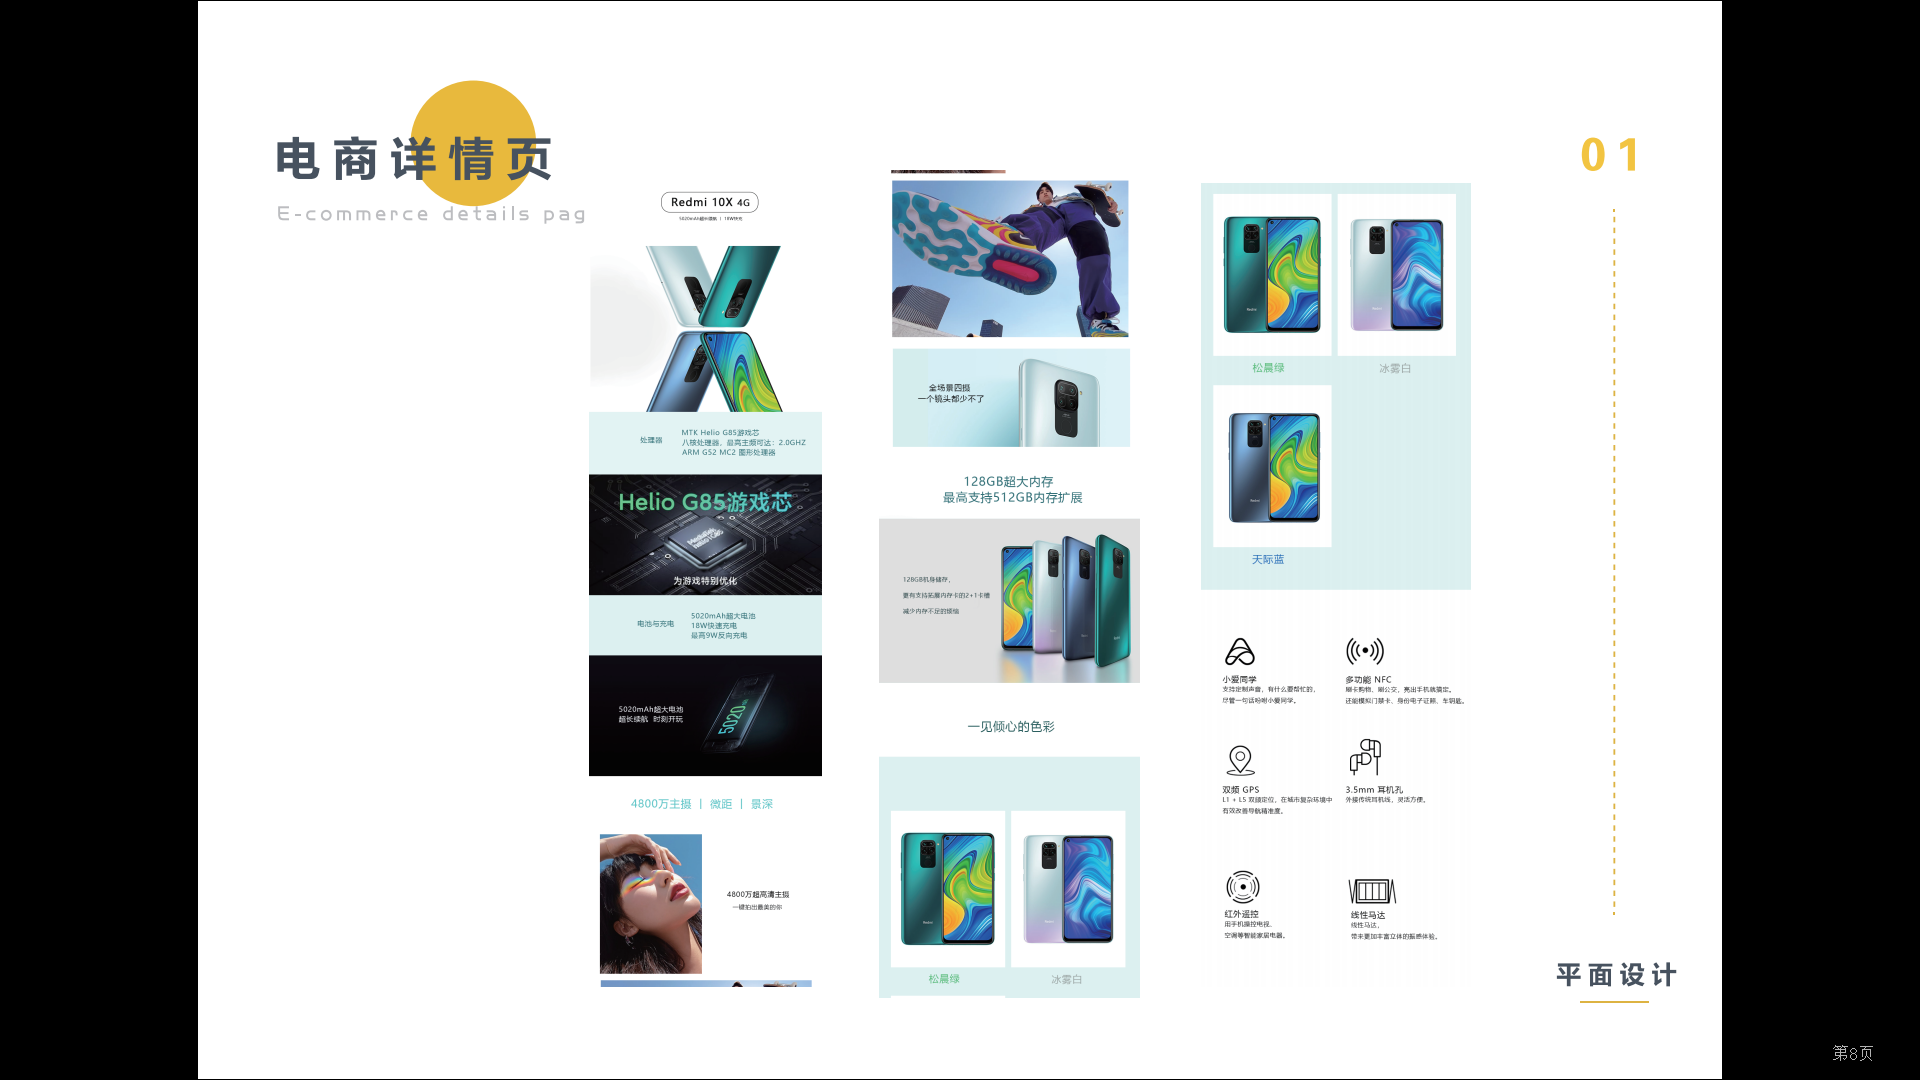 电商详情页
E-commerce details pag
01
Redmi 10X 4G
5020mAh超长续航 | 18W快充
处理器
MTK Helio G85游戏芯
八核处理器、最高主频可达：2.0GHZ
ARM G52 MC2 图形处理器
Helio G85游戏芯
为游戏特别优化
电池与充电
5020mAh超大电池
18W快速充电
最高9W反向充电
5020mAh超大电池
超长续航 时刻开玩
5020
4800万主摄 | 微距 | 景深
4800万超高清主摄
一键拍出最美的你
全场景四摄
一个镜头都少不了
128GB超大内存
最高支持512GB内存扩展
128GB机身储存，
更有支持拓展内存卡的2+1卡槽
减少内存不足的烦恼
一见倾心的色彩
松晨绿
冰雾白
松晨绿
冰雾白
天际蓝
小爱同学
支持定制声音，有什么要帮忙的，
尽管一句话吩咐小爱同学。
多功能 NFC
刷卡购物、刷公交，亮出手机就搞定。
还能模拟门禁卡、身份电子证照、车钥匙。
双频 GPS
L1 + L5 双频定位，在城市复杂环境中
有效改善导航精准度。
3.5mm 耳机孔
外接传统耳机线，灵活方便。
红外遥控
用手机操控电视、
空调等智能家居电器。
线性马达
线性马达，
带来更加丰富立体的振感体验。
平面设计
第8页